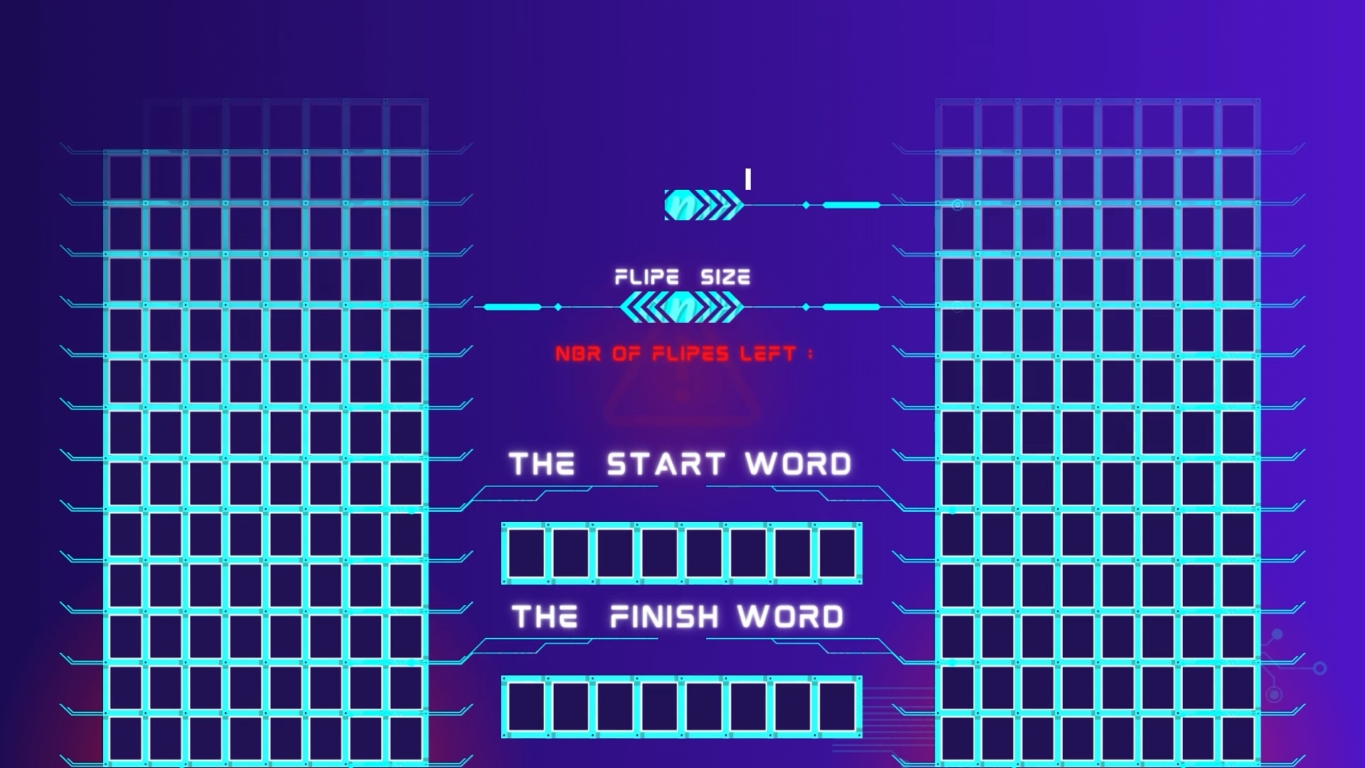 FLIPE SIZE
NBR OF FLIPES LEFT :
THE START WORD
THE FINISH WORD